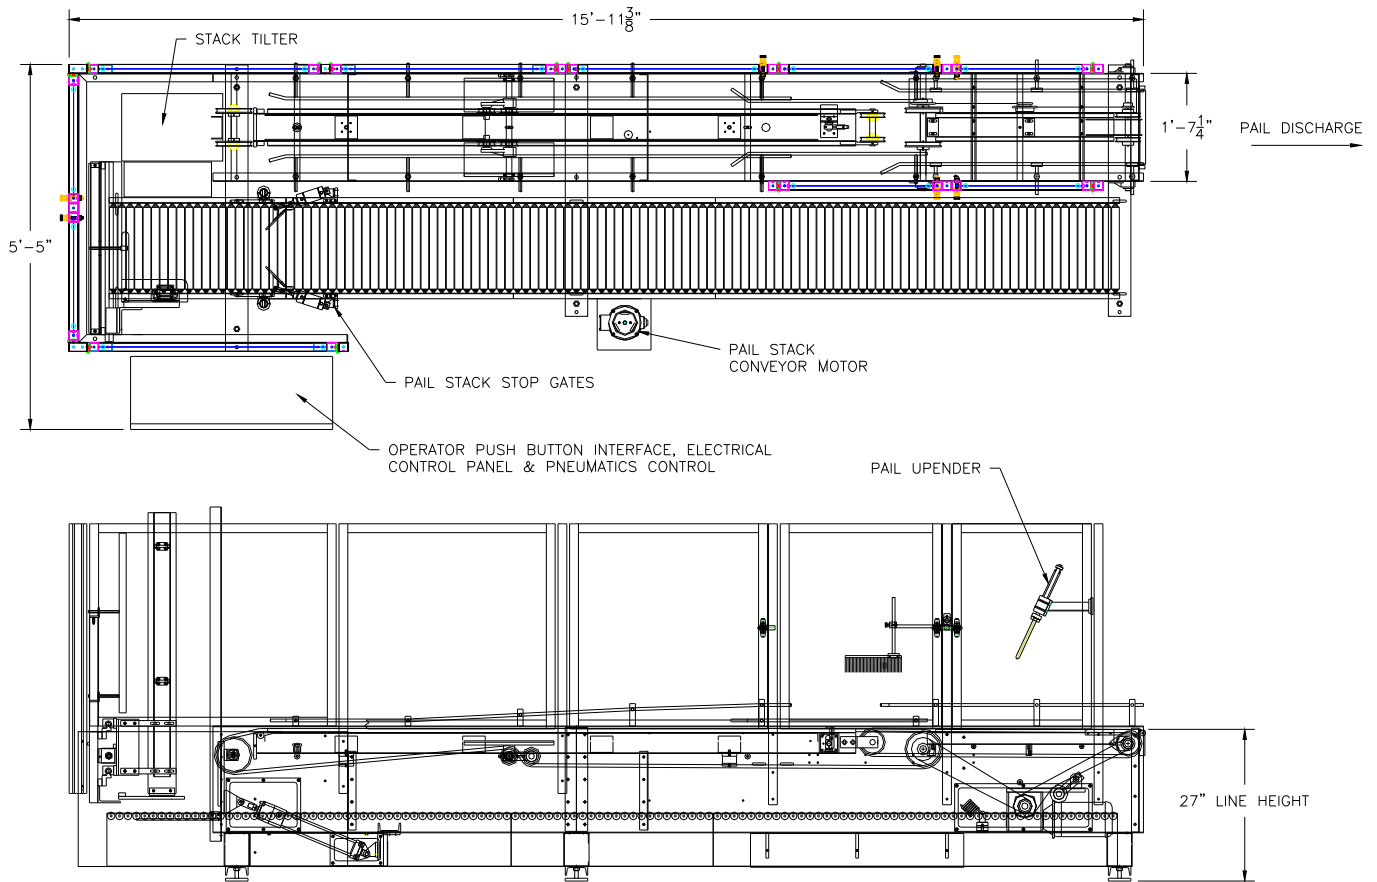 15'-11 3/8"
STACK TILTER
1'-7 1/4"
PAIL DISCHARGE
5'-5"
PAIL STACK
CONVEYOR MOTOR
PAIL STACK STOP GATES
OPERATOR PUSH BUTTON INTERFACE, ELECTRICAL
CONTROL PANEL & PNEUMATICS CONTROL
PAIL UPENDER
27" LINE HEIGHT